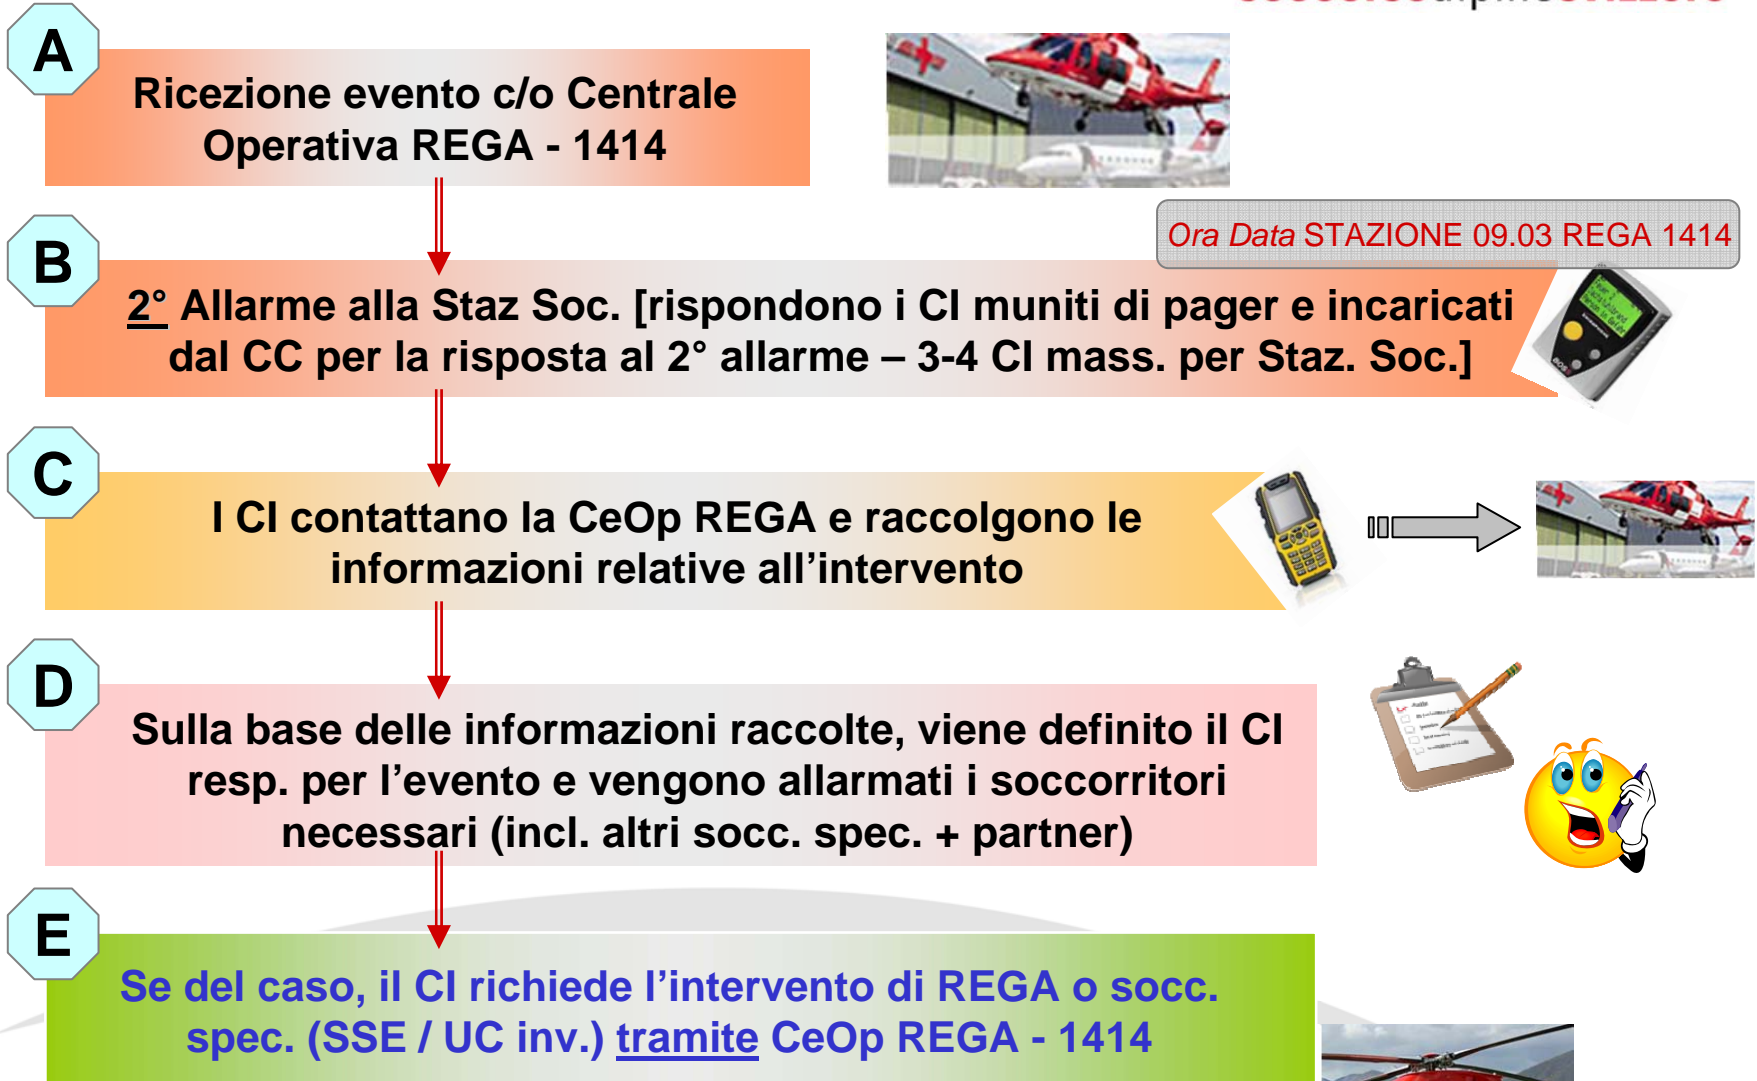 A
Ricezione evento c/o Centrale
Operativa REGA - 1414
Ora Data STAZIONE 09.03 REGA 1414
B
2° Allarme alla Staz Soc. [rispondono i CI muniti di pager e incaricati
dal CC per la risposta al 2° allarme – 3-4 CI mass. per Staz. Soc.]
C
I CI contattano la CeOp REGA e raccolgono le
informazioni relative all’intervento
D
Sulla base delle informazioni raccolte, viene definito il CI
resp. per l’evento e vengono allarmati i soccorritori
necessari (incl. altri socc. spec. + partner)
E
Se del caso, il CI richiede l’intervento di REGA o socc.
spec. (SSE / UC inv.) tramite CeOp REGA - 1414